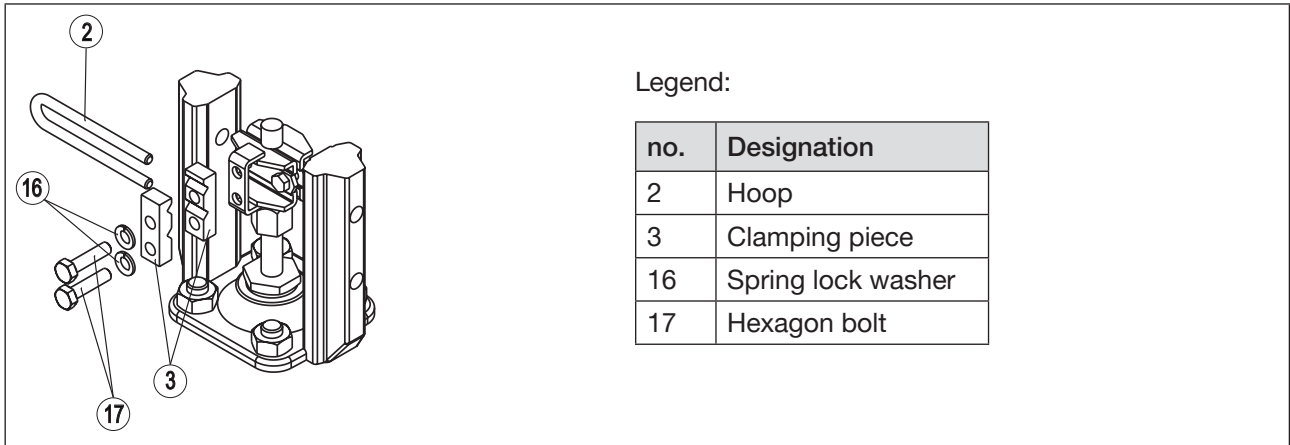 2
16
3
17
Legend:
no. Designation
2 Hoop
3 Clamping piece
16 Spring lock washer
17 Hexagon bolt